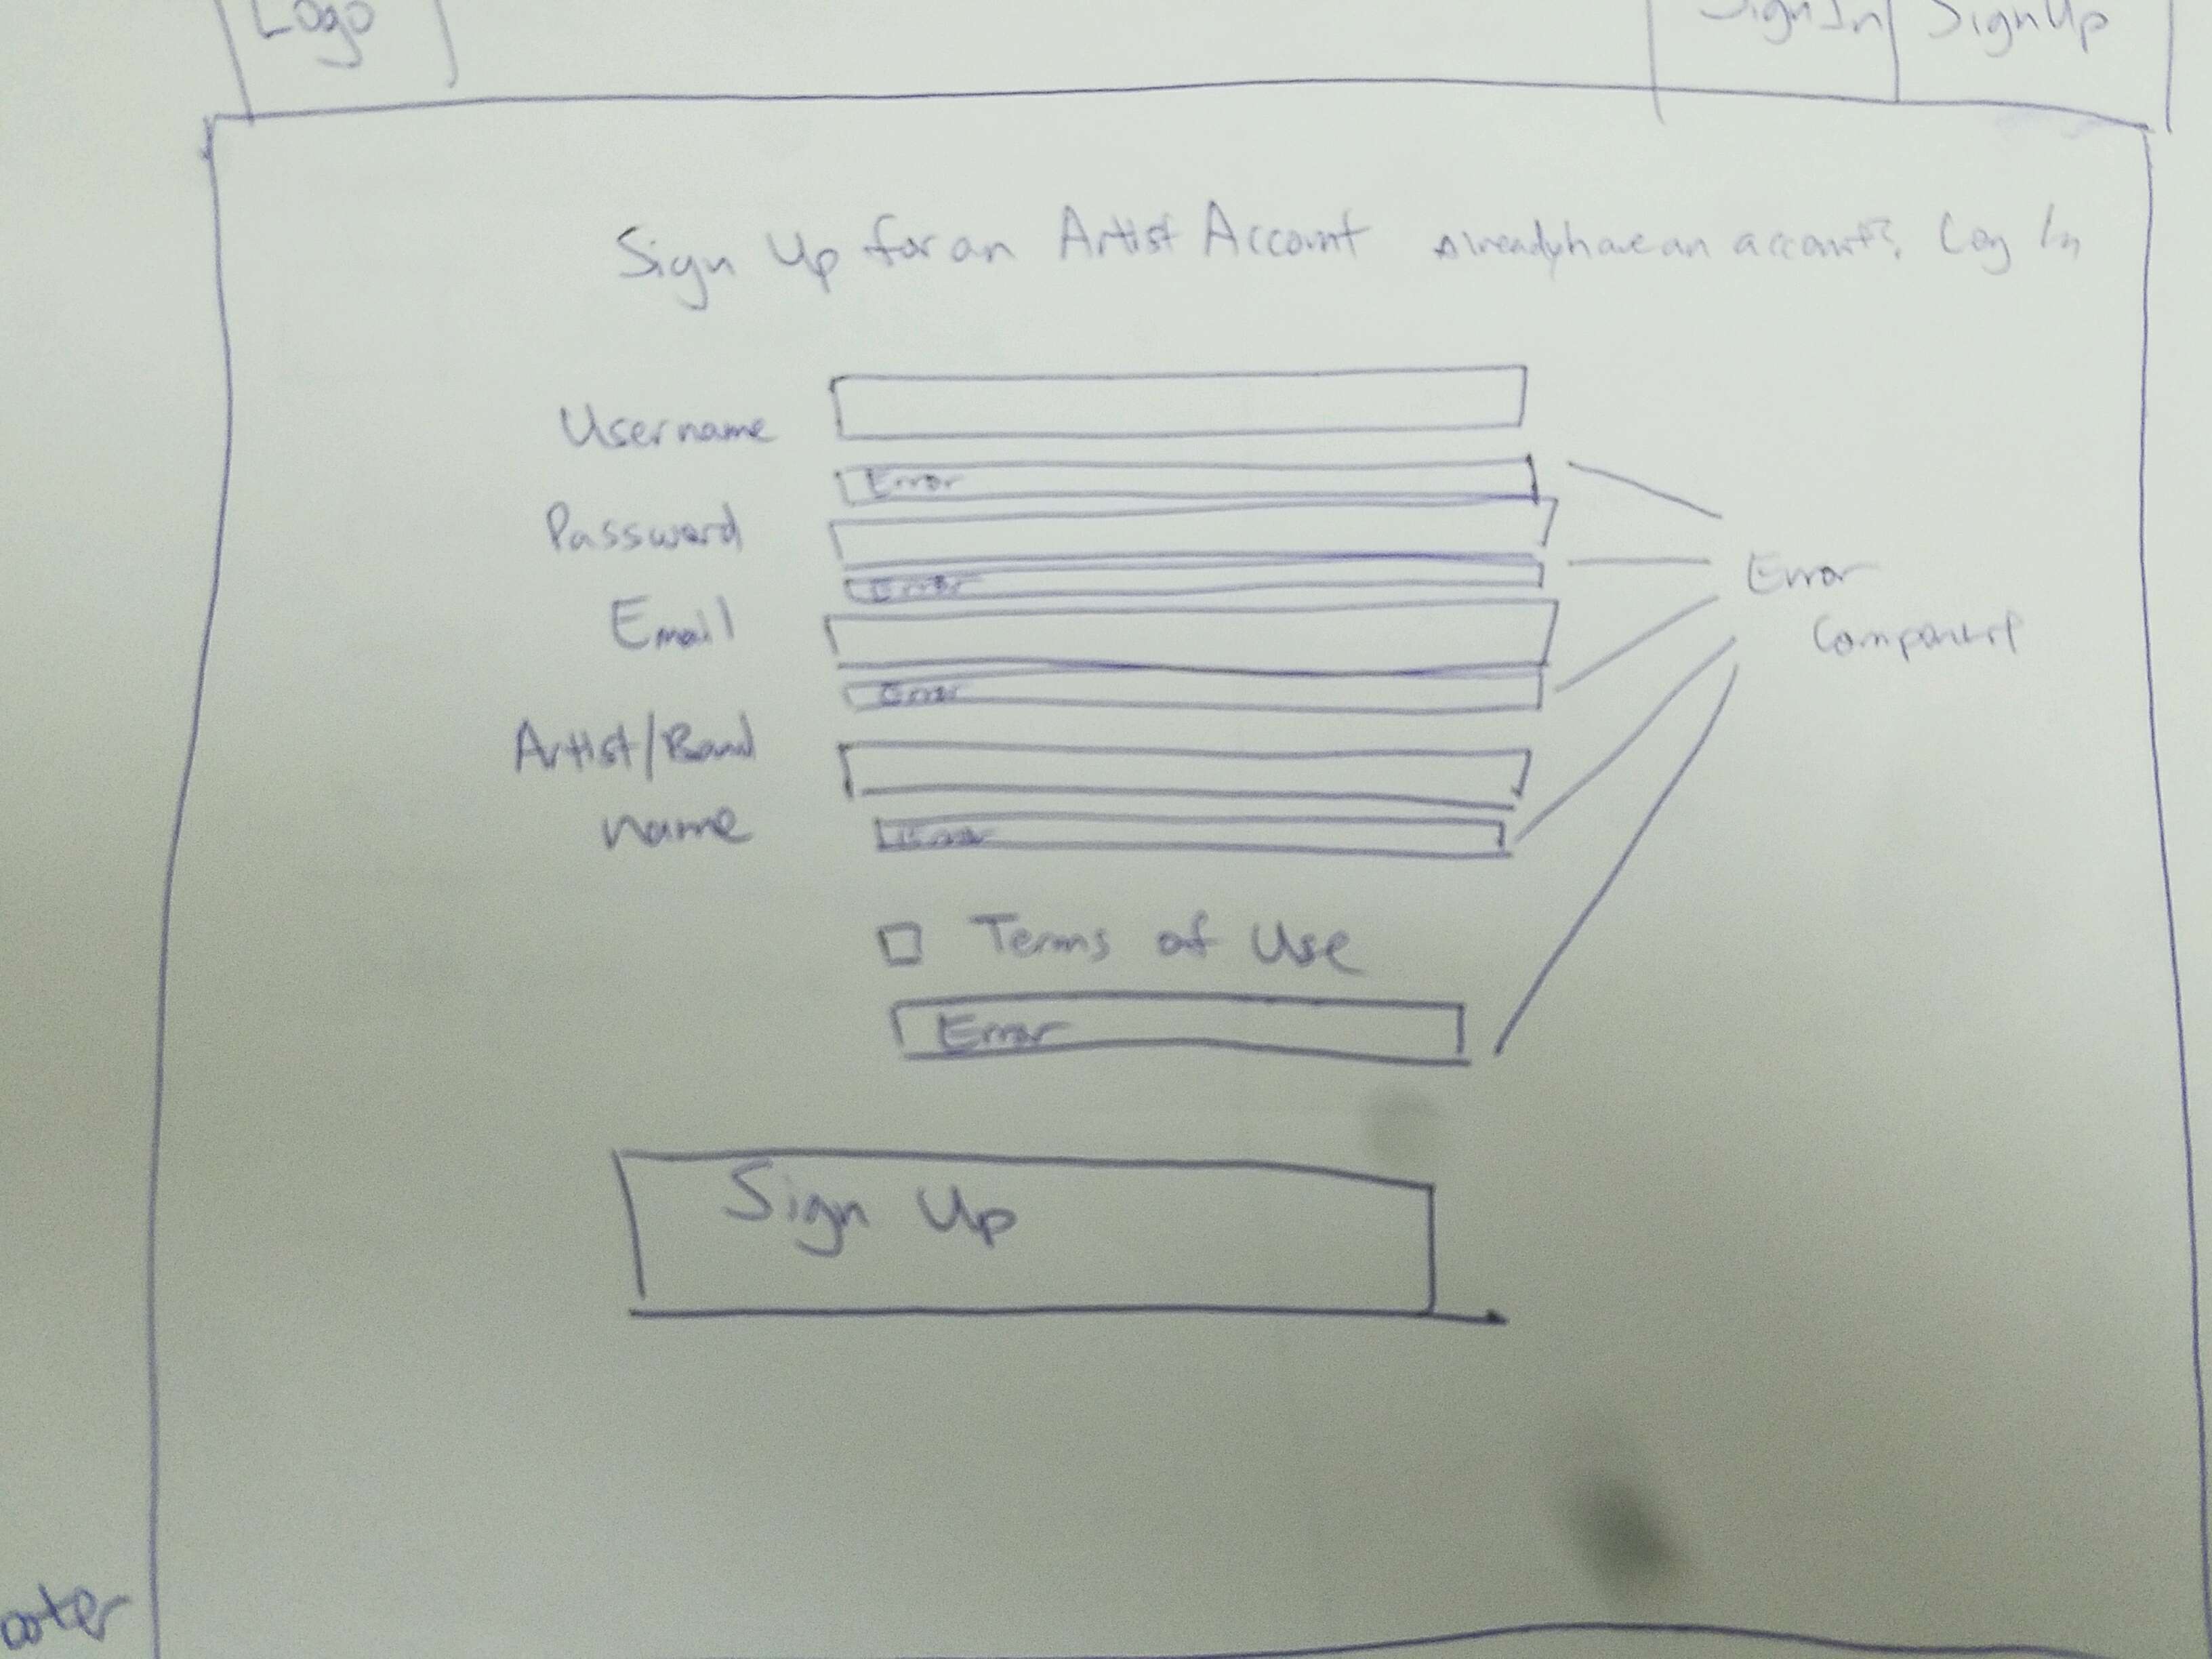 Logo
Sign In Sign Up
Sign Up for an Artist Account Already have an account? Log In
Username
Error
Password
Error
Error
Component
Email
Error
Artist/Band
name
Error
Terms of Use
Error
Sign Up
ooter